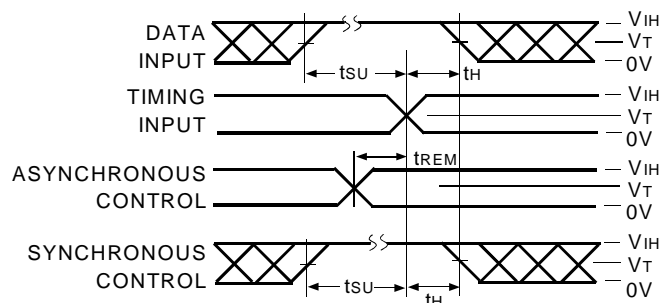 DATA
INPUT
tSU
tH
VIH
VT
0V
TIMING
INPUT
VIH
VT
0V
tREM
ASYNCHRONOUS
CONTROL
VIH
VT
0V
SYNCHRONOUS
CONTROL
tSU
tH
VIH
VT
0V